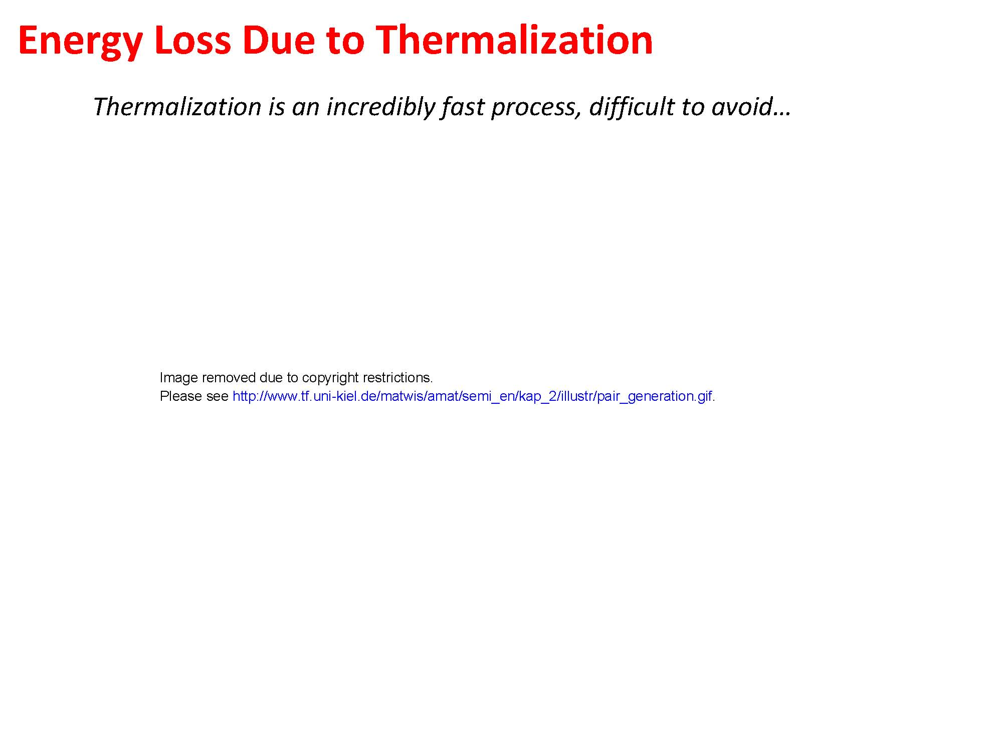 Energy Loss Due to Thermalization
Thermalization is an incredibly fast process, difficult to avoid…
Image removed due to copyright restrictions.
Please see http://www.tf.uni-kiel.de/matwis/amat/semi_en/kap_2/illustr/pair_generation.gif.